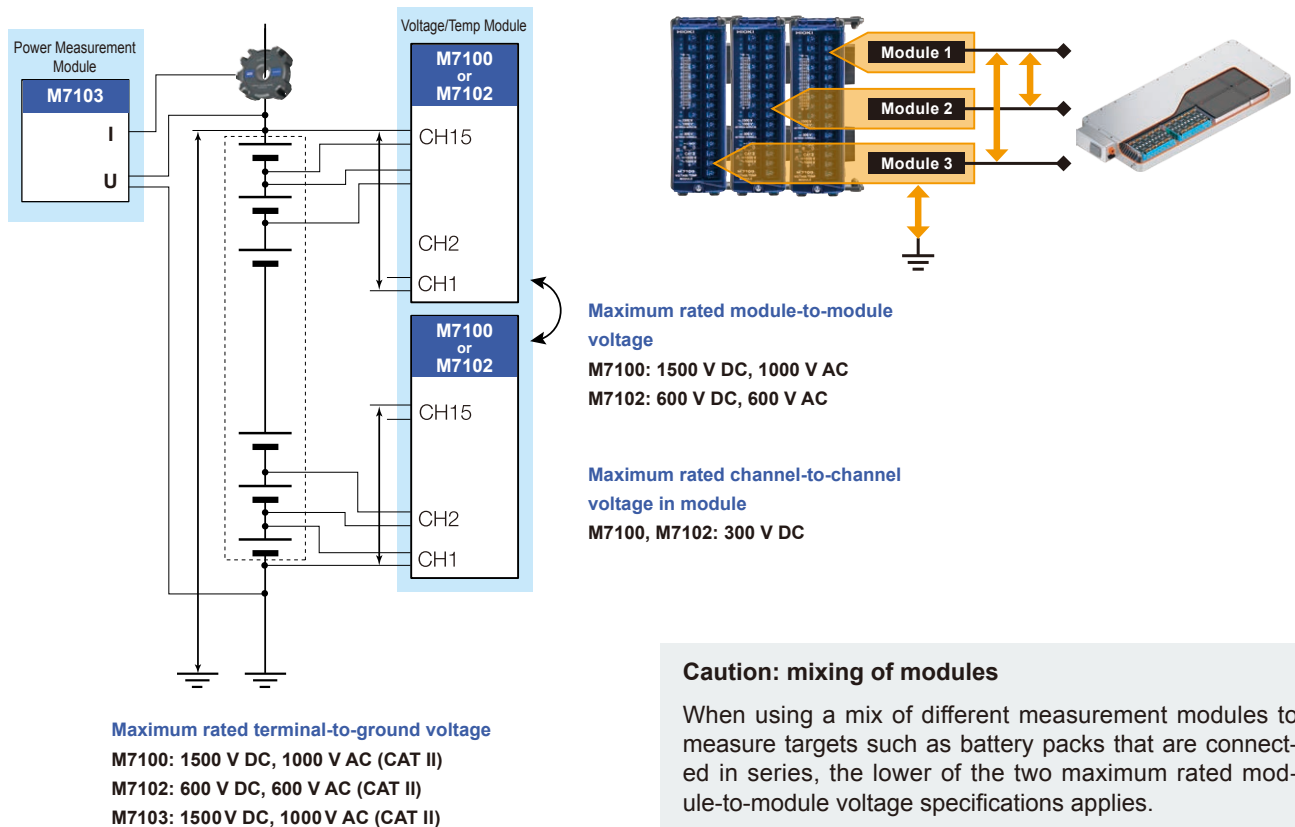 Power Measurement
Module
M7103
I
U
Voltage/Temp Module
M7100
or
M7102
CH15
CH2
CH1
M7100
or
M7102
CH15
CH2
CH1
HIOKI
HIOKI
HIOKI
Module 1
Module 2
Module 3
Maximum rated module-to-module
voltage
M7100: 1500 V DC, 1000 V AC
M7102: 600 V DC, 600 V AC
Maximum rated channel-to-channel
voltage in module
M7100, M7102: 300 V DC
Maximum rated terminal-to-ground voltage
M7100: 1500 V DC, 1000 V AC (CAT II)
M7102: 600 V DC, 600 V AC (CAT II)
M7103: 1500 V DC, 1000 V AC (CAT II)
Caution: mixing of modules
When using a mix of different measurement modules to
measure targets such as battery packs that are connect-
ed in series, the lower of the two maximum rated mod-
ule-to-module voltage specifications applies.